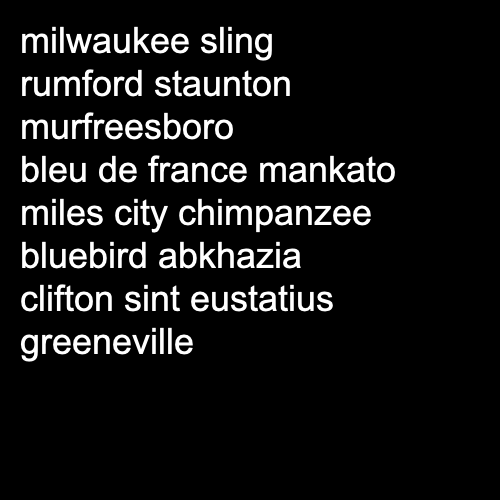 milwaukee sling
rumford staunton
murfreesboro
bleu de france mankato
miles city chimpanzee
bluebird abkhazia
clifton sint eustatius
greeneville